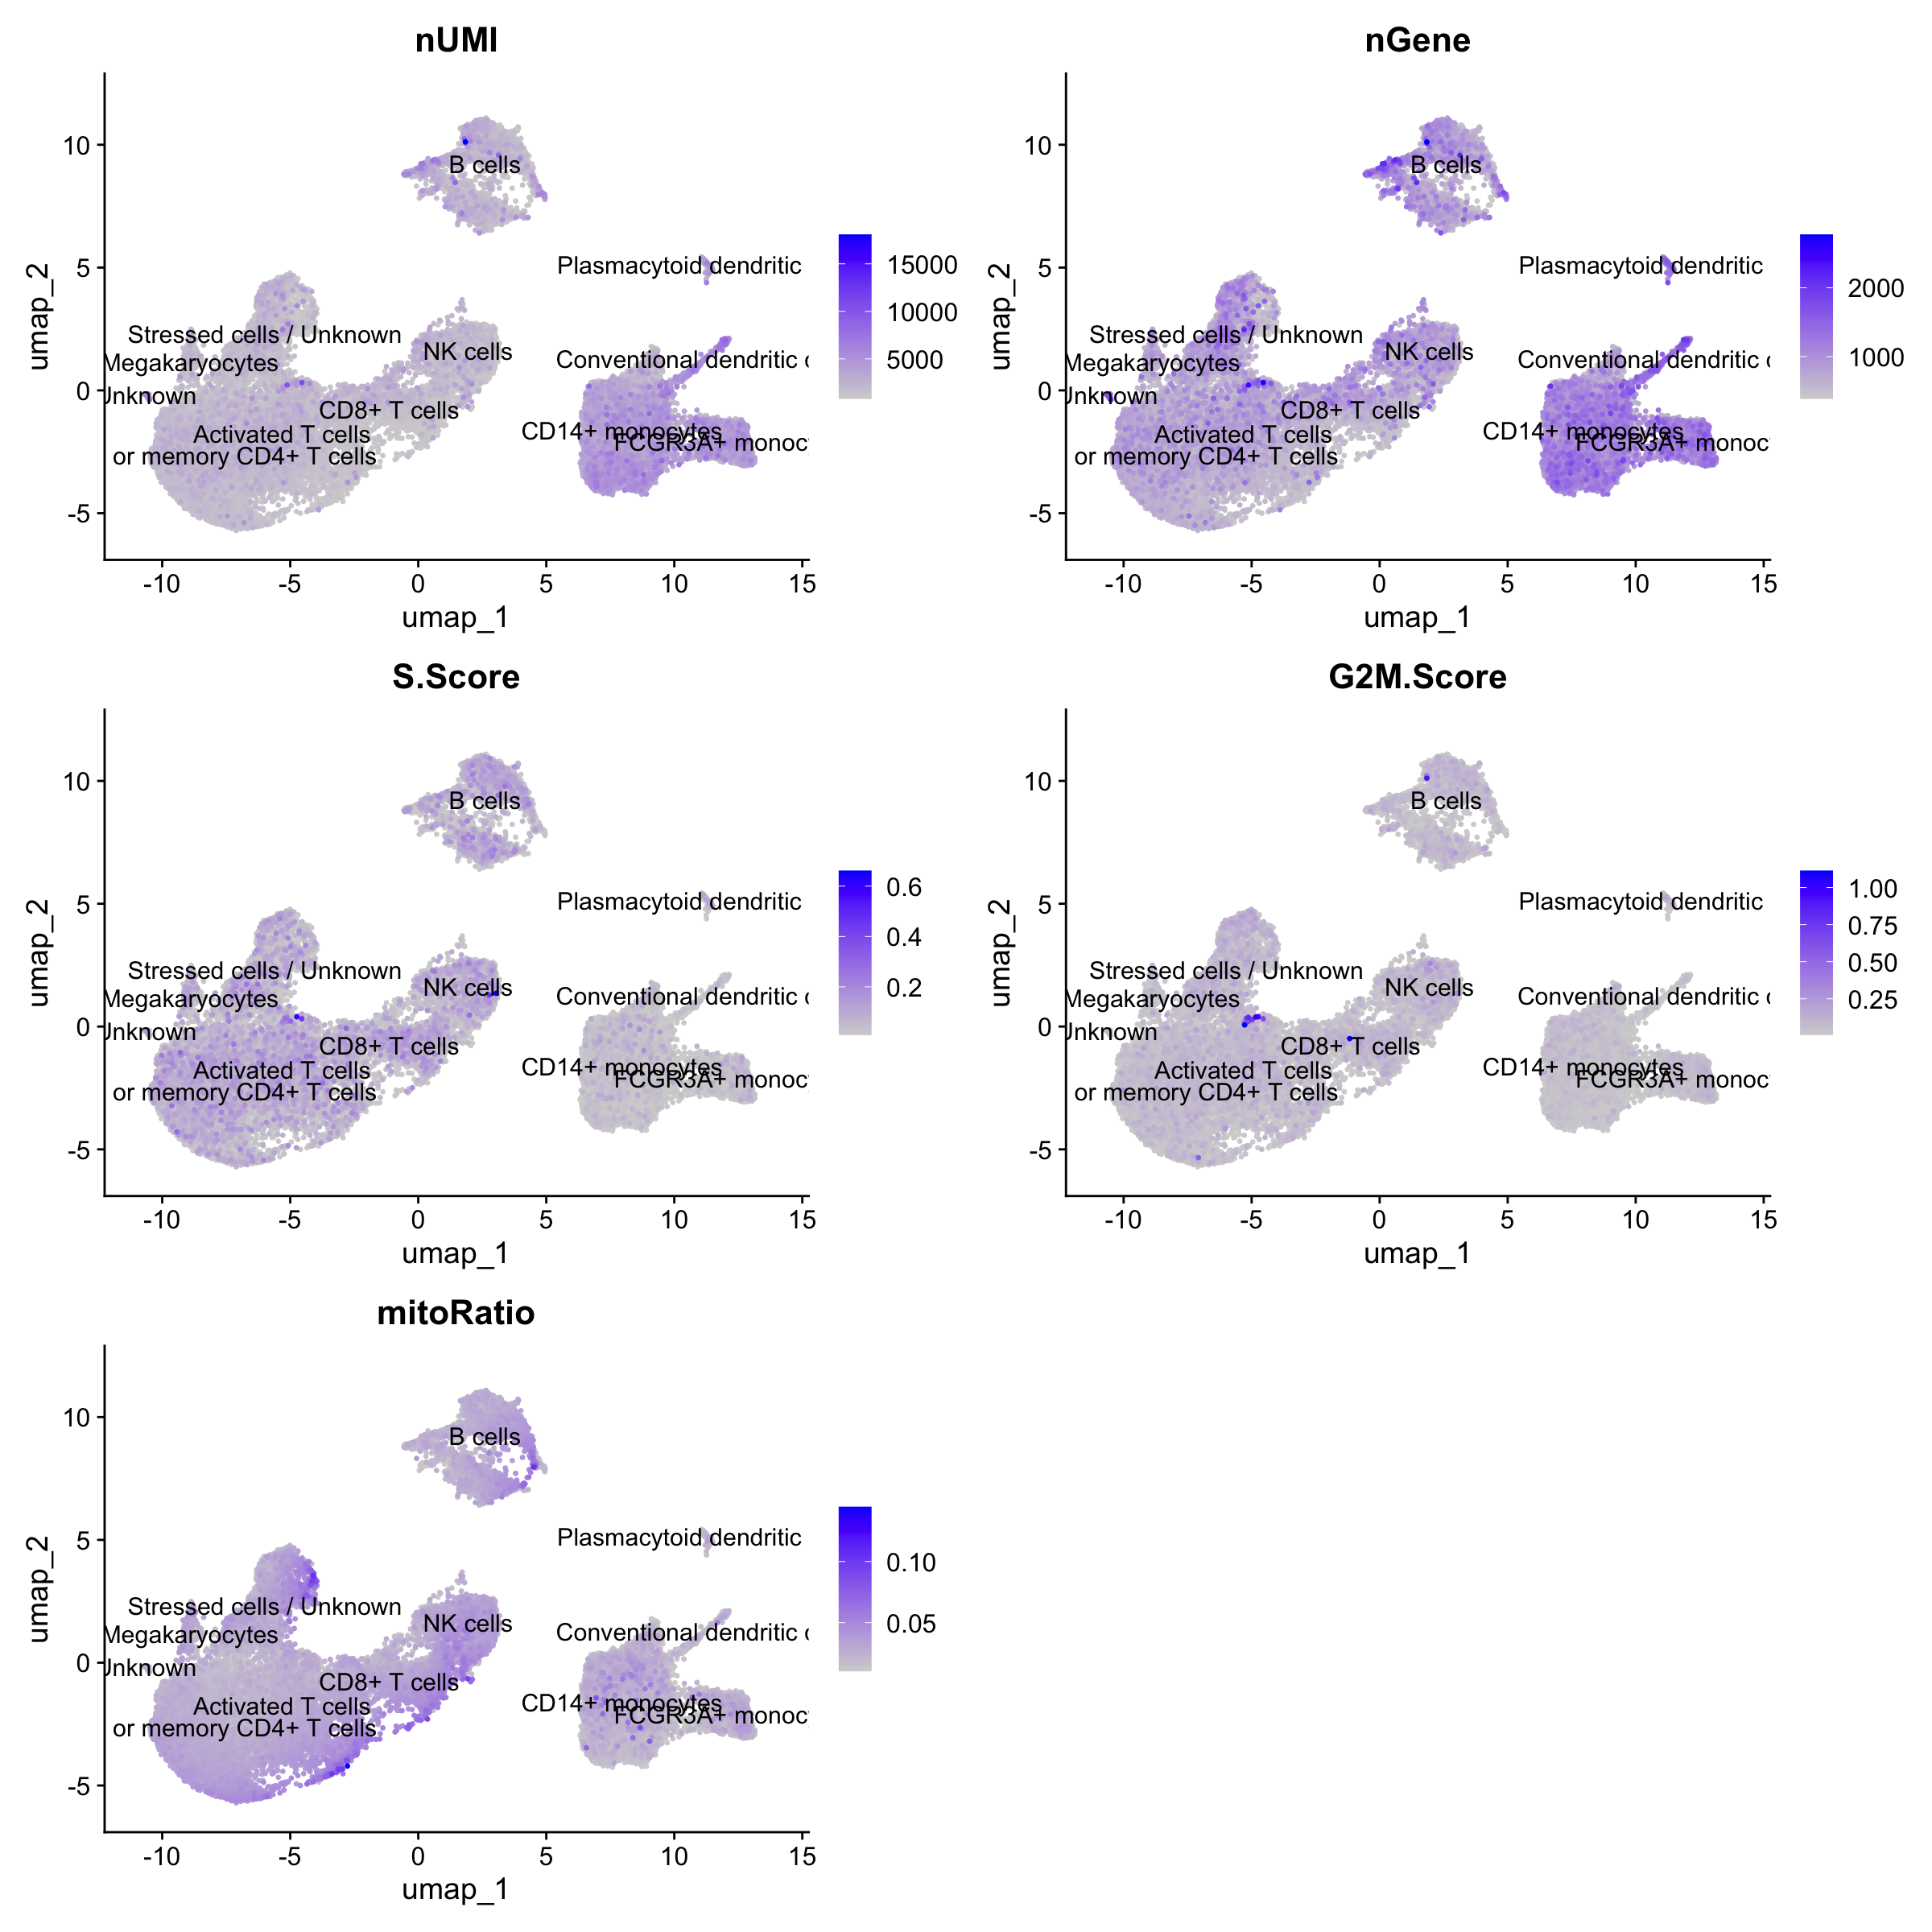 nUMI
10
5
0
-5
umap_2
B cells
Plasmacytoid dendritic
Stressed cells / Unknown
NK cells
Megakaryocytes
Conventional dendritic c
Unknown
CD8+ T cells
Activated T cells
or memory CD4+ T cells
CD14+ monocytes
FCGR3A+ monoc
-10
-5
0
5
10
15
umap_1
15000
10000
5000
nGene
10
5
0
-5
umap_2
B cells
Plasmacytoid dendritic
Stressed cells / Unknown
NK cells
Megakaryocytes
Conventional dendritic c
Unknown
CD8+ T cells
Activated T cells
or memory CD4+ T cells
CD14+ monocytes
FCGR3A+ monoc
-10
-5
0
5
10
15
umap_1
2000
1000
S.Score
10
5
0
-5
umap_2
B cells
Plasmacytoid dendritic
Stressed cells / Unknown
NK cells
Megakaryocytes
Conventional dendritic c
Unknown
CD8+ T cells
Activated T cells
or memory CD4+ T cells
CD14+ monocytes
FCGR3A+ monoc
-10
-5
0
5
10
15
umap_1
0.6
0.4
0.2
G2M.Score
10
5
0
-5
umap_2
B cells
Plasmacytoid dendritic
Stressed cells / Unknown
NK cells
Megakaryocytes
Conventional dendritic c
Unknown
CD8+ T cells
Activated T cells
or memory CD4+ T cells
CD14+ monocytes
FCGR3A+ monoc
-10
-5
0
5
10
15
umap_1
1.00
0.75
0.50
0.25
mitoRatio
10
5
0
-5
umap_2
B cells
Plasmacytoid dendritic
Stressed cells / Unknown
NK cells
Megakaryocytes
Conventional dendritic c
Unknown
CD8+ T cells
Activated T cells
or memory CD4+ T cells
CD14+ monocytes
FCGR3A+ monoc
-10
-5
0
5
10
15
umap_1
0.10
0.05